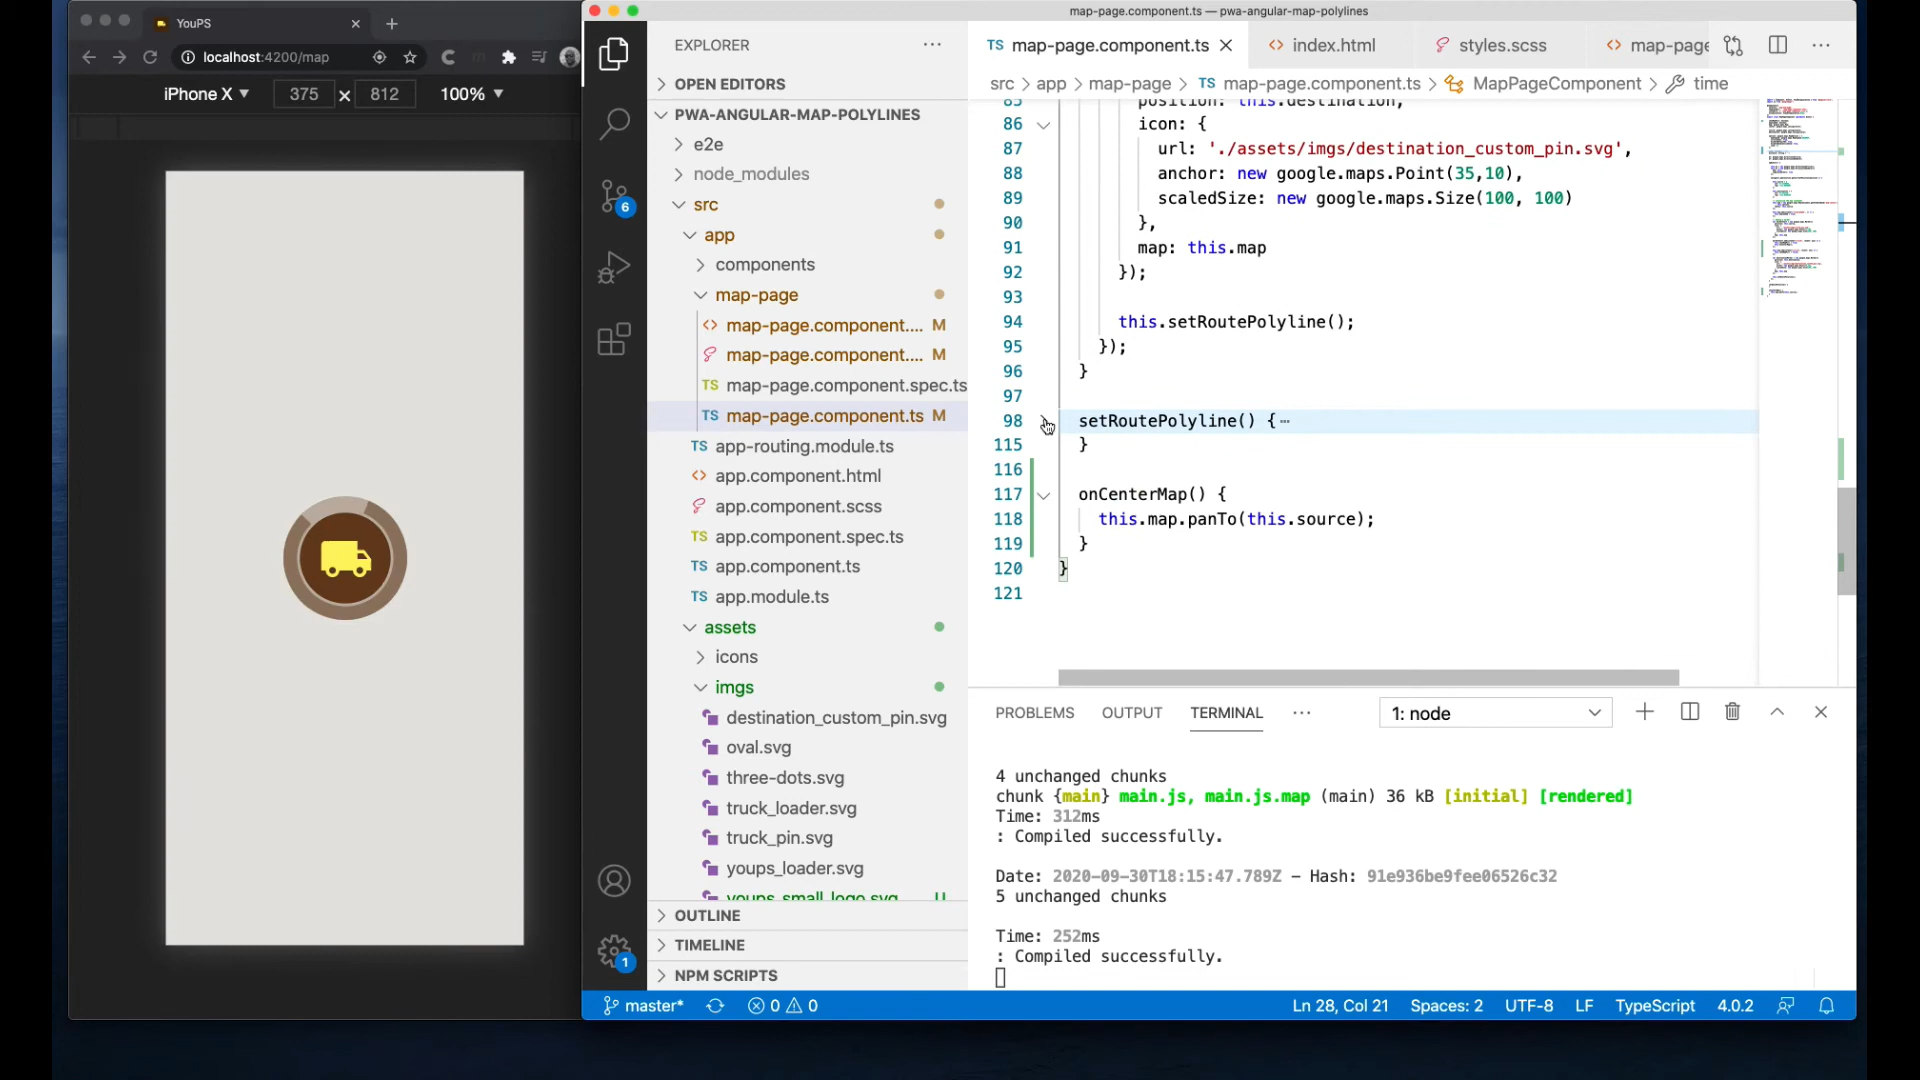 YouPS
localhost:4200/map
iPhone X 375 812 100%
map-page.component.ts — pwa-angular-map-polylines
EXPLORER
OPEN EDITORS
PWA-ANGULAR-MAP-POLYLINES
e2e
node_modules
src
app
components
map-page
map-page.component.... M
map-page.component.... M
map-page.component.spec.ts
map-page.component.ts M
app-routing.module.ts
app.component.html
app.component.scss
app.component.spec.ts
app.component.ts
app.module.ts
assets
icons
imgs
destination_custom_pin.svg
oval.svg
three-dots.svg
truck_loader.svg
truck_pin.svg
youps_loader.svg
youps_small_logo.svg U
OUTLINE
TIMELINE
NPM SCRIPTS
6
1
TS map-page.component.ts index.html styles.scss map-page
src > app > map-page > TS map-page.component.ts > MapPageComponent > time
85 position: this.destination,
86 icon: {
87 url: './assets/imgs/destination_custom_pin.svg',
88 anchor: new google.maps.Point(35,10),
89 scaledSize: new google.maps.Size(100, 100)
90 },
91 map: this.map
92 });
93
94 this.setRoutePolyline();
95 });
96 }
97
98 setRoutePolyline() {
115 }
116
117 onCenterMap() {
118 this.map.panTo(this.source);
119 }
120 }
121
PROBLEMS OUTPUT TERMINAL ... 1: node
4 unchanged chunks
chunk {main} main.js, main.js.map (main) 36 kB [initial] [rendered]
Time: 312ms
: Compiled successfully.
Date: 2020-09-30T18:15:47.789Z - Hash: 91e936be9fee06526c32
5 unchanged chunks
Time: 252ms
: Compiled successfully.
master* 0 0 Ln 28, Col 21 Spaces: 2 UTF-8 LF TypeScript 4.0.2